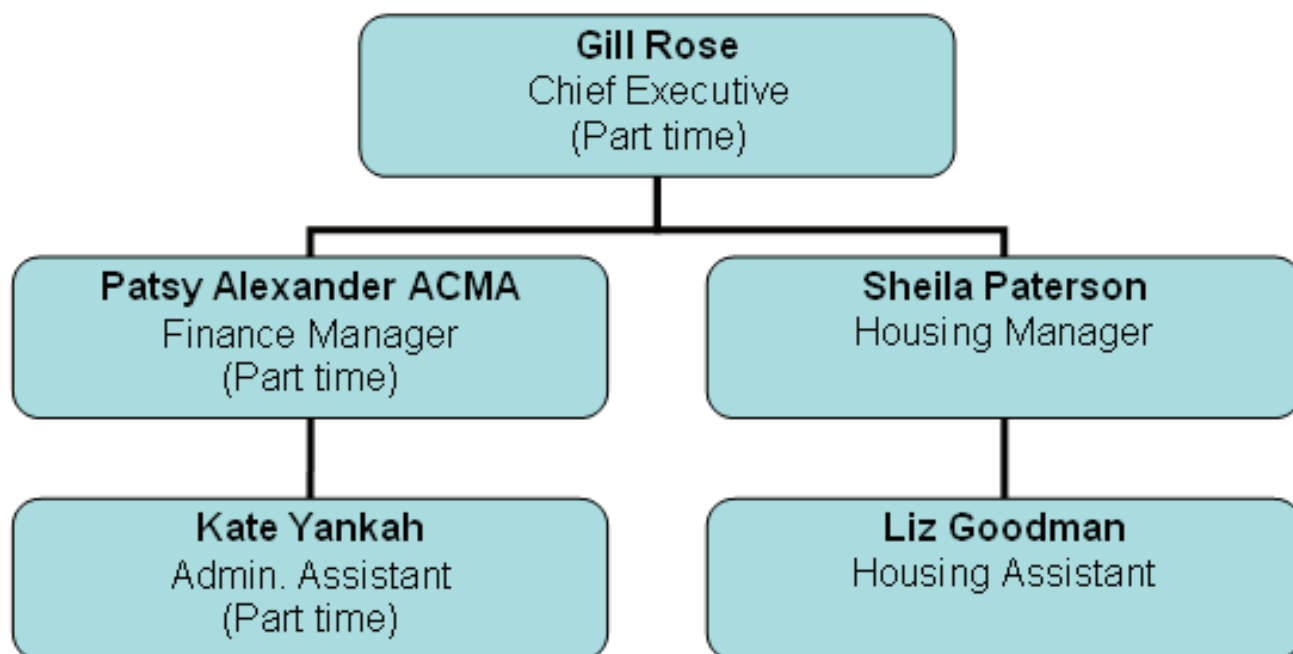 Gill Rose
Chief Executive
(Part time)
Patsy Alexander ACMA
Finance Manager
(Part time)
Sheila Paterson
Housing Manager
Kate Yankah
Admin. Assistant
(Part time)
Liz Goodman
Housing Assistant